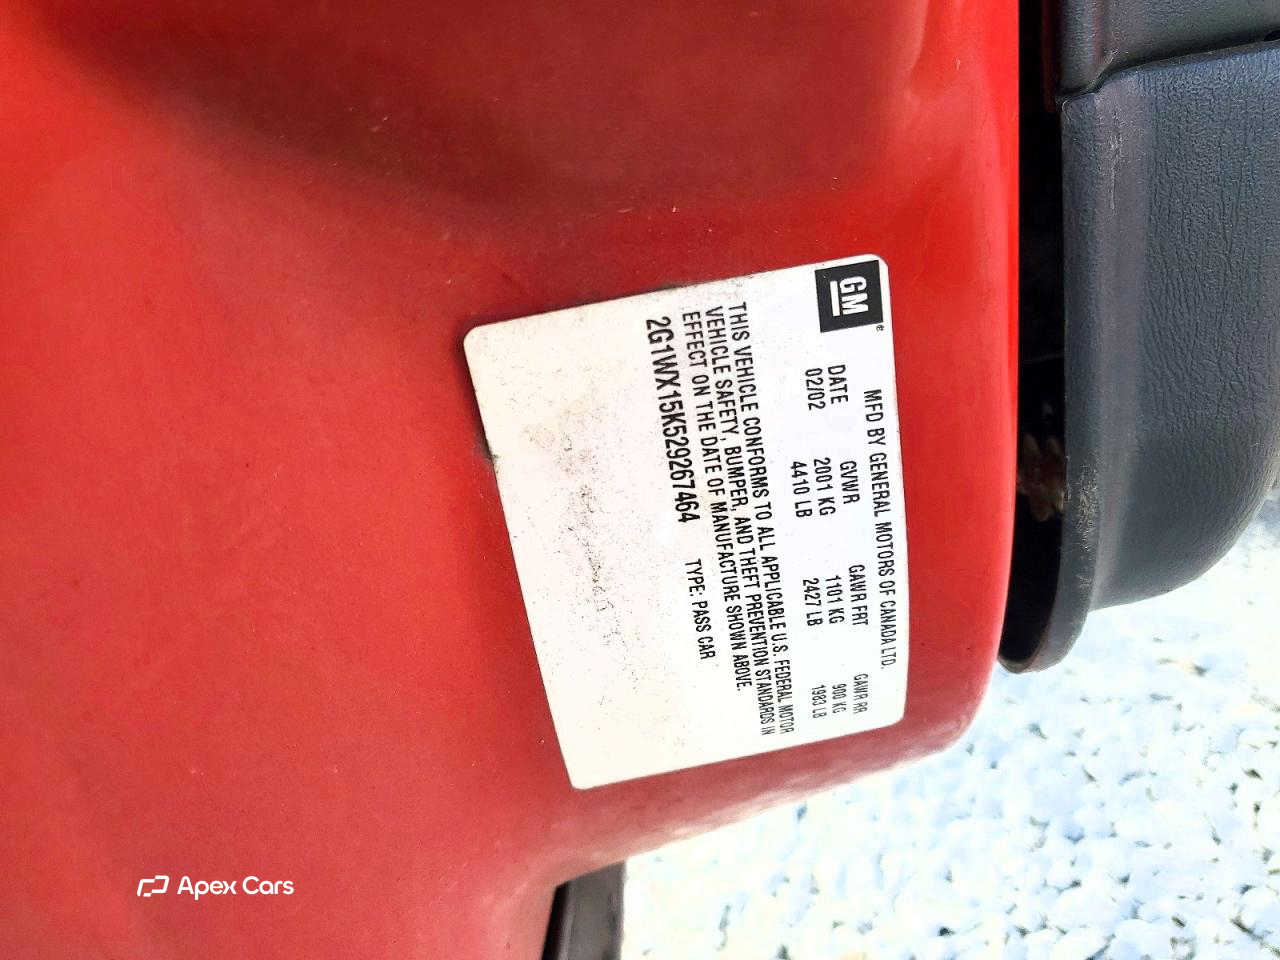 GM®
MFD BY GENERAL MOTORS OF CANADA LTD.
DATE GVWR GAWR FRT GAWR RR
02/02 2001 KG 1101 KG 900 KG
4410 LB 2427 LB 1983 LB
THIS VEHICLE CONFORMS TO ALL APPLICABLE U.S. FEDERAL MOTOR
VEHICLE SAFETY, BUMPER, AND THEFT PREVENTION STANDARDS IN
EFFECT ON THE DATE OF MANUFACTURE SHOWN ABOVE.
2G1WX15K529267464 TYPE: PASS CAR
Apex Cars